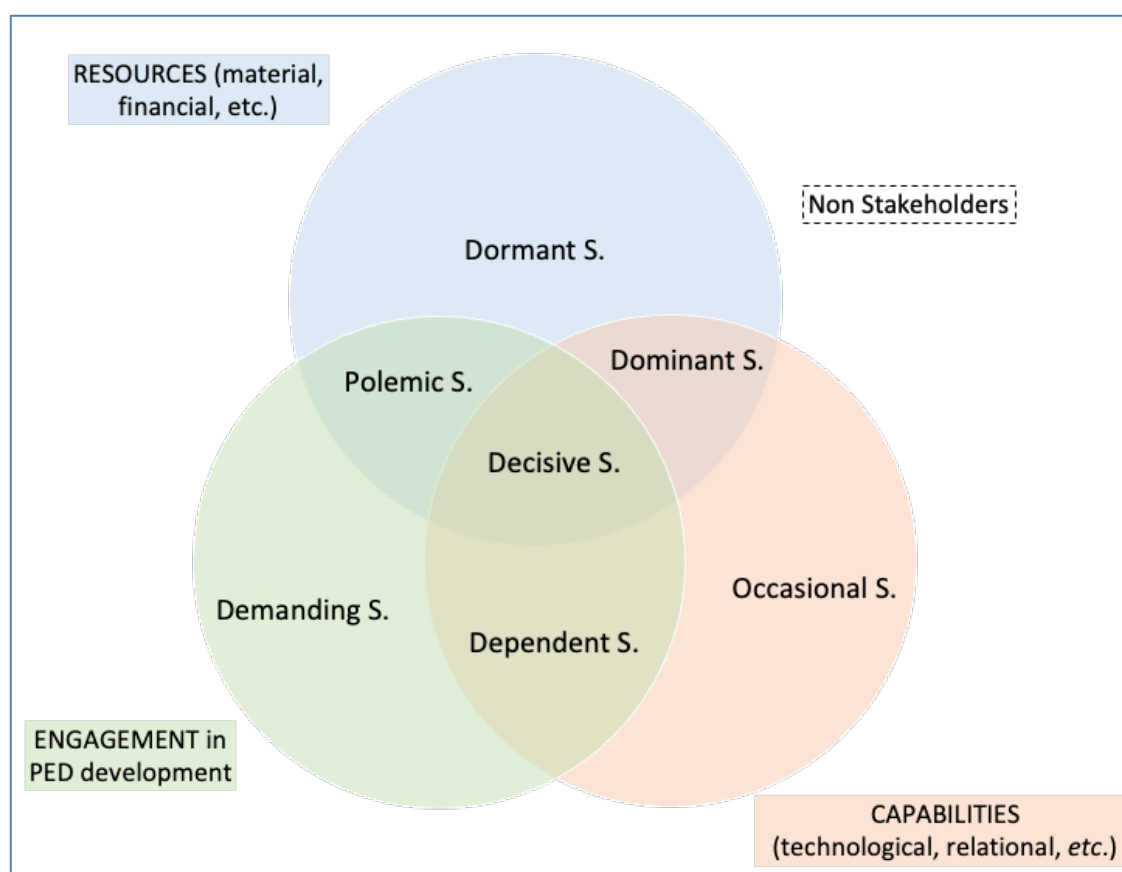 RESOURCES (material,
financial, etc.)
Non Stakeholders
Dormant S.
Dominant S.
Polemic S.
Decisive S.
Occasional S.
Demanding S.
Dependent S.
ENGAGEMENT in
PED development
CAPABILITIES
(technological, relational, etc.)